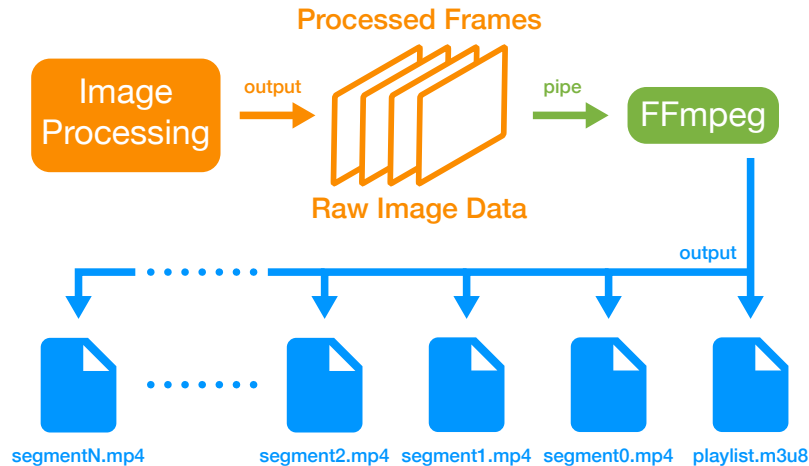 Processed Frames
Image
Processing
output
pipe
FFmpeg
Raw Image Data
output
segmentN.mp4
segment2.mp4
segment1.mp4
segment0.mp4
playlist.m3u8